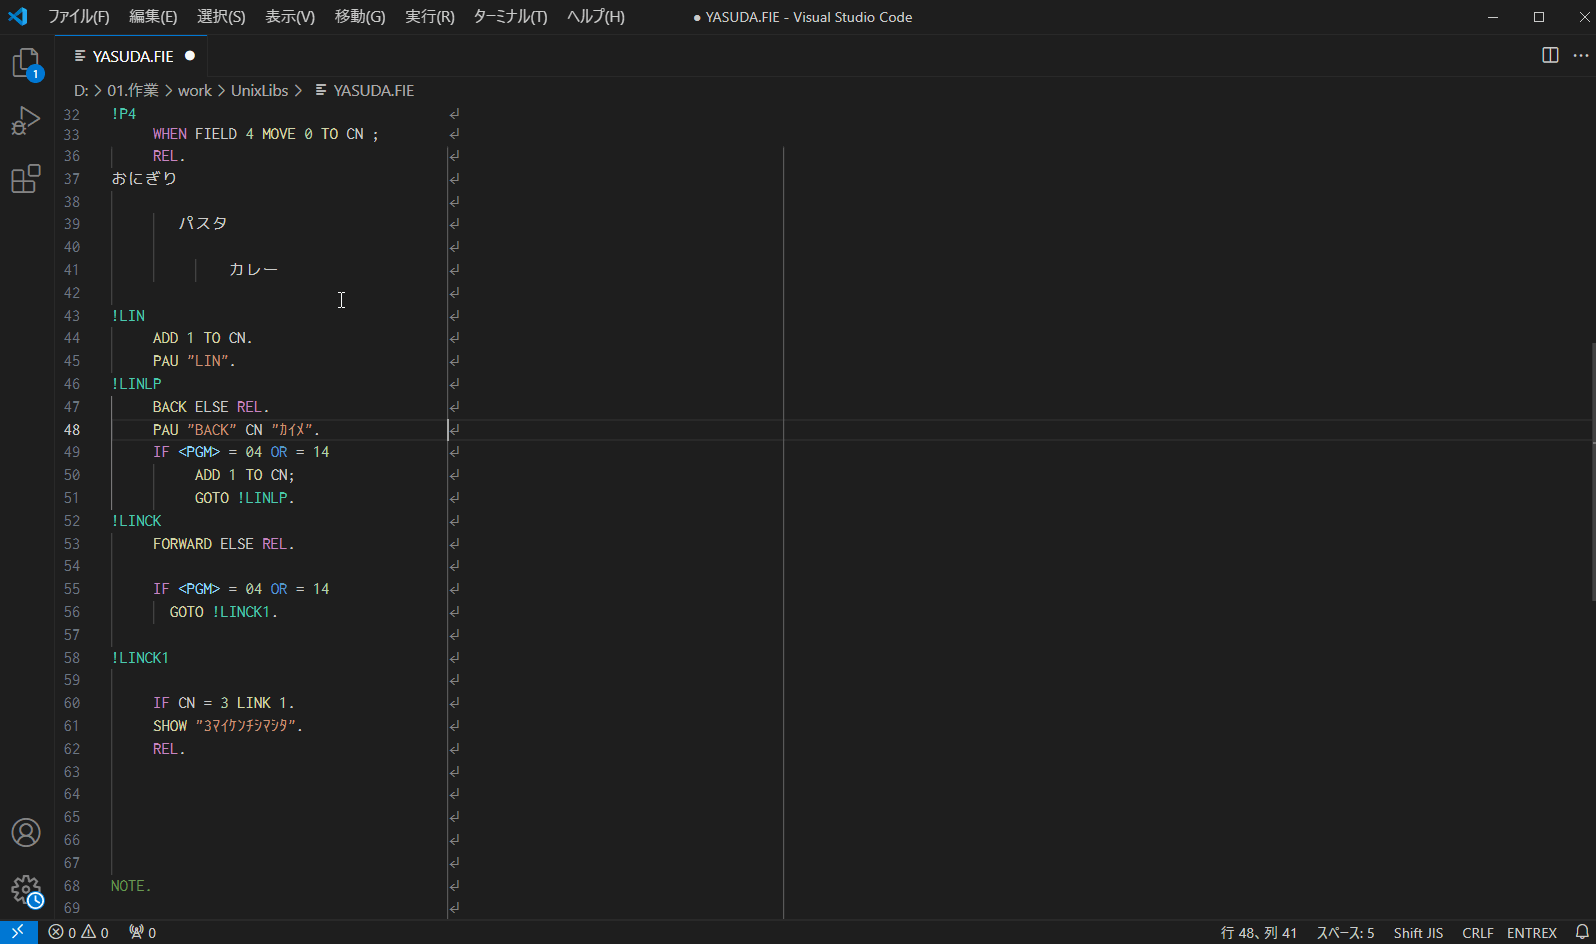 ファイル(F) 編集(E) 選択(S) 表示(V) 移動(G) 実行(R) ターミナル(T) ヘルプ(H) ● YASUDA.FIE - Visual Studio Code
YASUDA.FIE ●
D: > 01.作業 > work > UnixLibs > YASUDA.FIE
1
32 !P4
33 WHEN FIELD 4 MOVE 0 TO CN ;
36 REL.
37 おにぎり
38
39 パスタ
40
41 カレー
42
43 !LIN
44 ADD 1 TO CN.
45 PAU "LIN".
46 !LINLP
47 BACK ELSE REL.
48 PAU "BACK" CN "ｶｲﾒ".
49 IF <PGM> = 04 OR = 14
50 ADD 1 TO CN;
51 GOTO !LINLP.
52 !LINCK
53 FORWARD ELSE REL.
54
55 IF <PGM> = 04 OR = 14
56 GOTO !LINCK1.
57
58 !LINCK1
59
60 IF CN = 3 LINK 1.
61 SHOW "3ﾏｲｹﾝﾁｼﾏｼﾀ".
62 REL.
63
64
65
66
67
68 NOTE.
69
0 0 0 行 48、列 41 スペース: 5 Shift JIS CRLF ENTREX